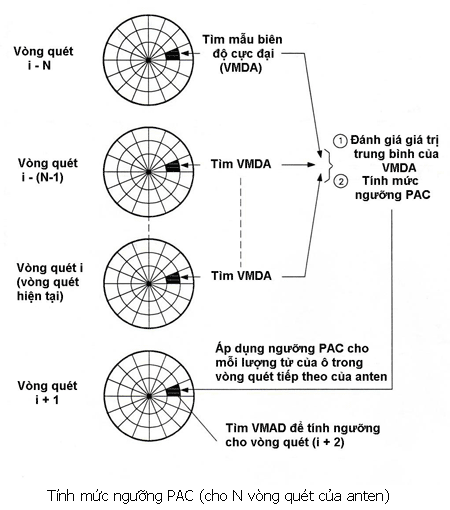 Vòng quét
i - N
Tìm mẫu biên
độ cực đại
(VMDA)
Vòng quét
i - (N-1)
Tìm VMDA
1 Đánh giá giá trị
trung bình của
VMDA
2 Tính mức
ngưỡng PAC
Vòng quét i
(vòng quét
hiện tại)
Tìm VMDA
Áp dụng ngưỡng PAC cho
mỗi lượng tử của ô trong
vòng quét tiếp theo của anten
Vòng quét
i + 1
Tìm VMAD để tính ngưỡng
cho vòng quét (i + 2)
Tính mức ngưỡng PAC (cho N vòng quét của anten)